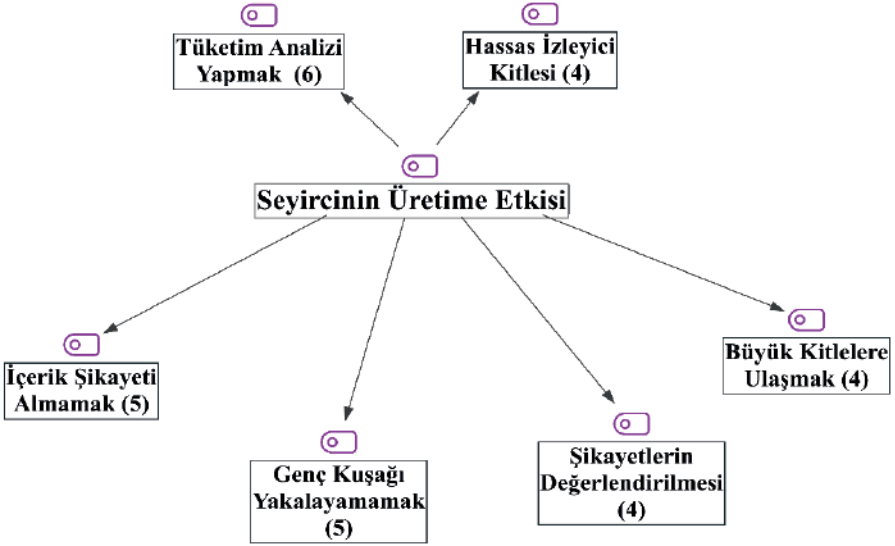 Tüketim Analizi
Yapmak (6)
Hassas İzleyici
Kitlesi (4)
Seyircinin Üretime Etkisi
İçerik Şikayeti
Almamak (5)
Genç Kuşağı
Yakalayamamak
(5)
Şikayetlerin
Değerlendirilmesi
(4)
Büyük Kitlelere
Ulaşmak (4)